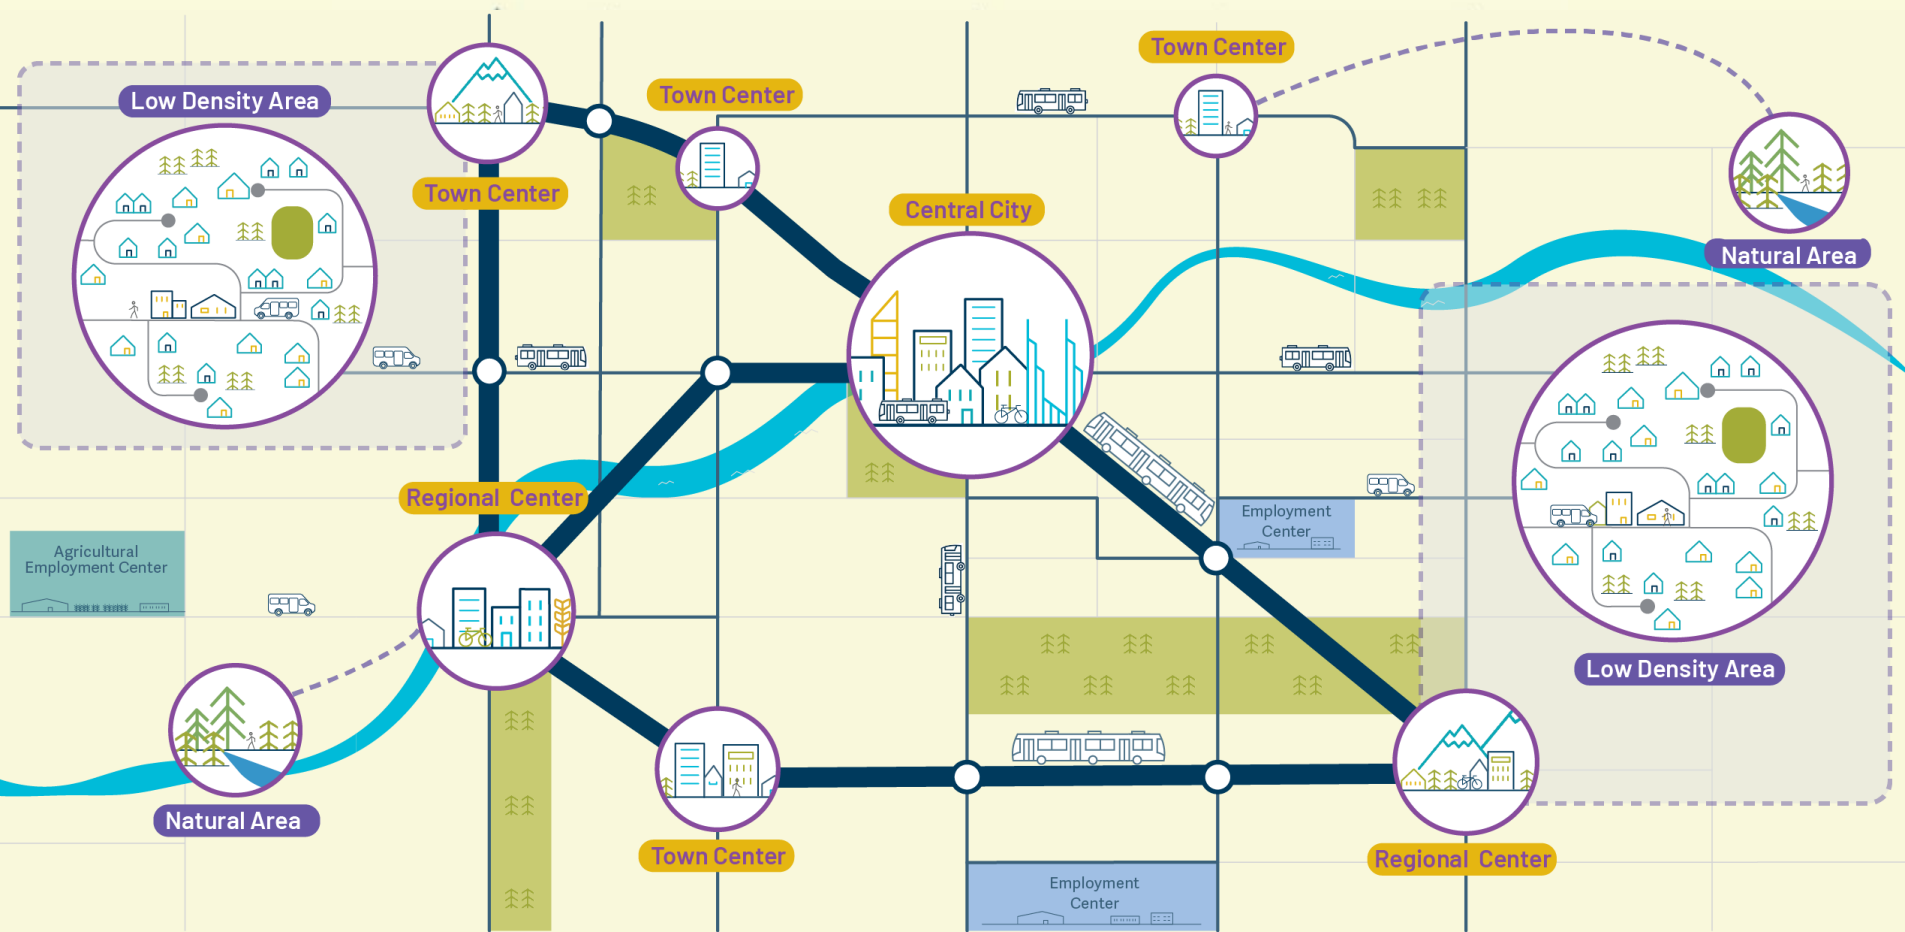 Town Center
Low Density Area
Town Center
Town Center
Central City
Natural Area
Regional Center
Employment
Center
Agricultural
Employment Center
Low Density Area
Natural Area
Town Center
Regional Center
Employment
Center